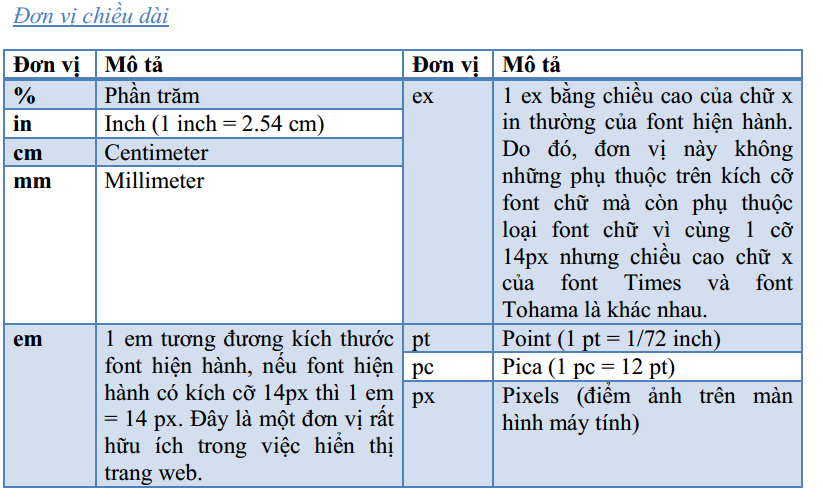 Đơn vị chiều dài
Đơn vị Mô tả Đơn vị Mô tả
% Phần trăm
in Inch (1 inch = 2.54 cm)
cm Centimeter
mm Millimeter
ex 1 ex bằng chiều cao của chữ x
in thường của font hiện hành.
Do đó, đơn vị này không
những phụ thuộc trên kích cỡ
font chữ mà còn phụ thuộc
loại font chữ vì cùng 1 cỡ
14px nhưng chiều cao chữ x
của font Times và font
Tohama là khác nhau.
em 1 em tương đương kích thước
font hiện hành, nếu font hiện
hành có kích cỡ 14px thì 1 em
= 14 px. Đây là một đơn vị rất
hữu ích trong việc hiển thị
trang web.
pt Point (1 pt = 1/72 inch)
pc Pica (1 pc = 12 pt)
px Pixels (điểm ảnh trên màn
hình máy tính)